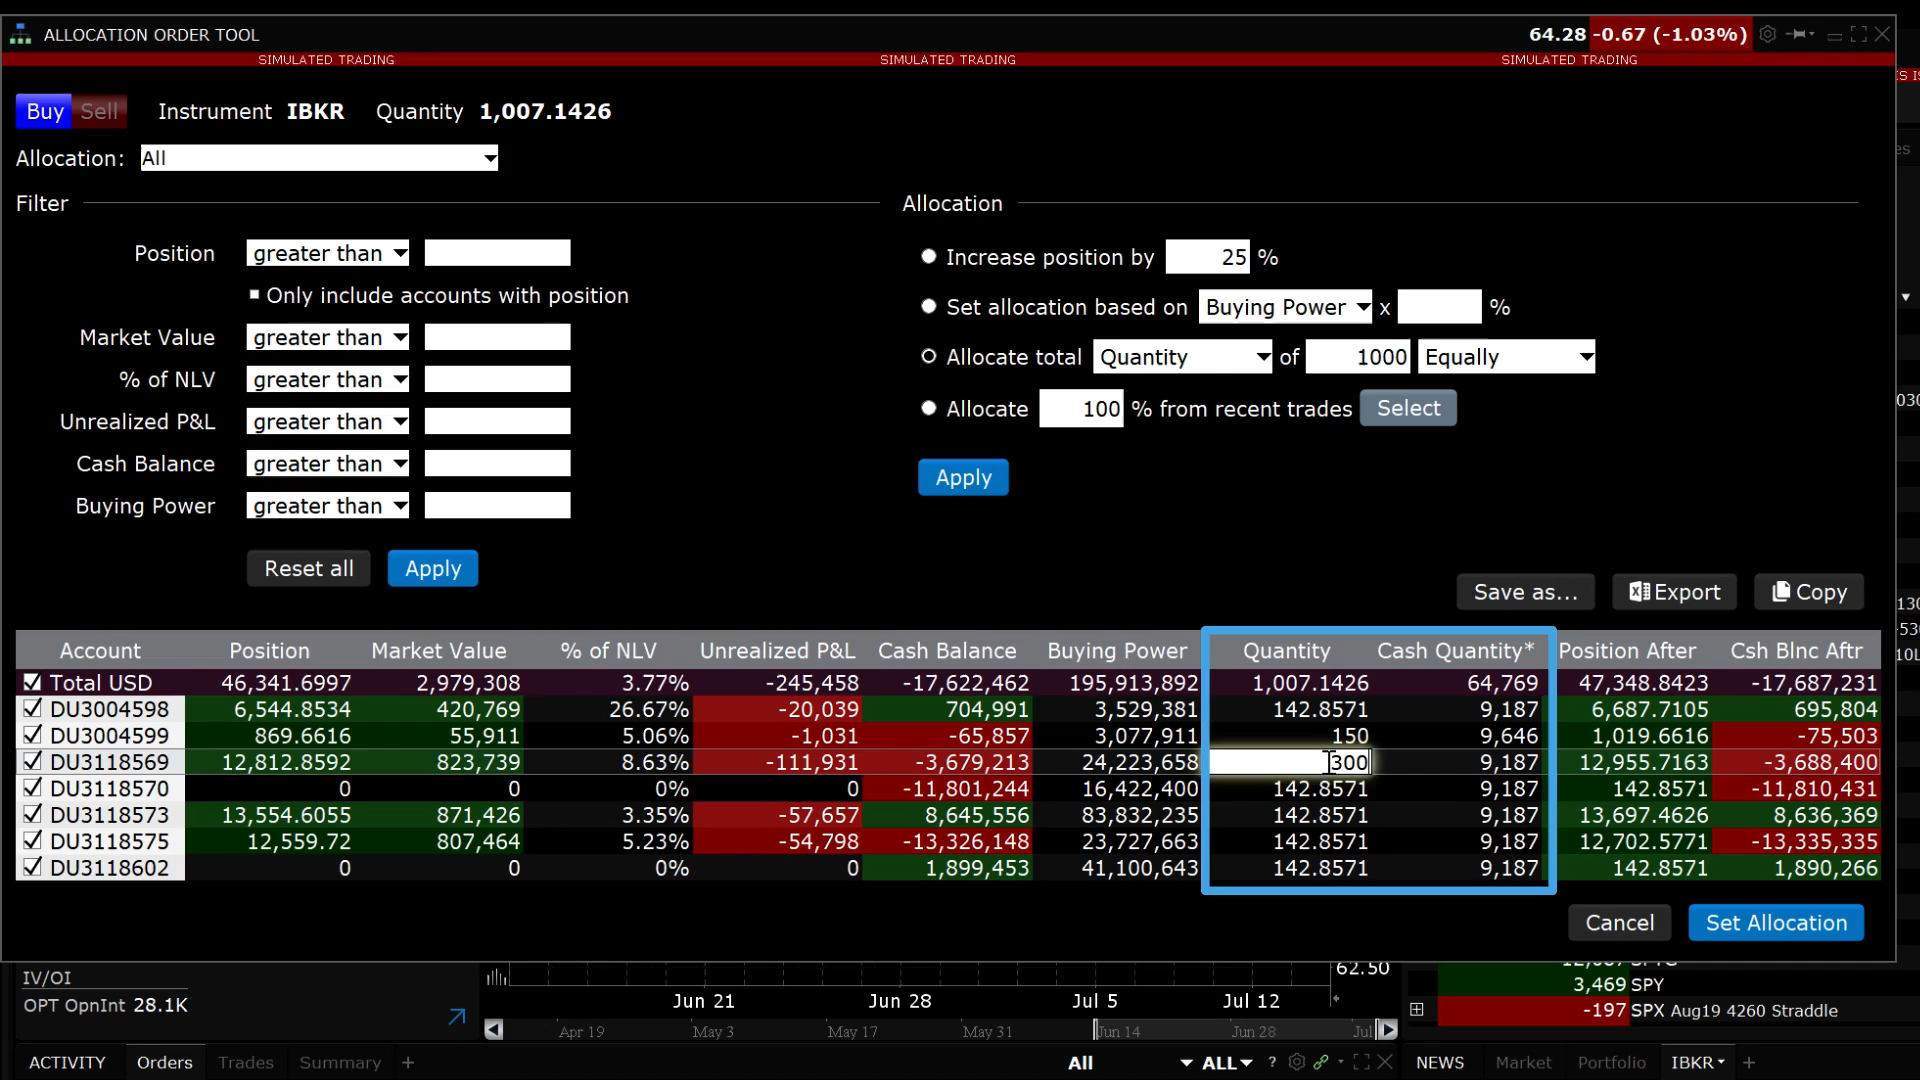 ALLOCATION ORDER TOOL 64.28 -0.67 (-1.03%)
SIMULATED TRADING SIMULATED TRADING SIMULATED TRADING
Buy Sell Instrument IBKR Quantity 1,007.1426
Allocation: All
Filter
Position greater than
Only include accounts with position
Market Value greater than
% of NLV greater than
Unrealized P&L greater than
Cash Balance greater than
Buying Power greater than
Reset all Apply
Allocation
Increase position by 25 %
Set allocation based on Buying Power x %
Allocate total Quantity of 1000 Equally
Allocate 100 % from recent trades Select
Apply
Save as... Export Copy
Account Position Market Value % of NLV Unrealized P&L Cash Balance Buying Power Quantity Cash Quantity* Position After Csh Blnc Aftr
Total USD 46,341.6997 2,979,308 3.77% -245,458 -17,622,462 195,913,892 1,007.1426 64,769 47,348.8423 -17,687,231
DU3004598 6,544.8534 420,769 26.67% -20,039 704,991 3,529,381 142.8571 9,187 6,687.7105 695,804
DU3004599 869.6616 55,911 5.06% -1,031 -65,857 3,077,911 150 9,646 1,019.6616 -75,503
DU3118569 12,812.8592 823,739 8.63% -111,931 -3,679,213 24,223,658 300 9,187 12,955.7163 -3,688,400
DU3118570 0 0 0% 0 -11,801,244 16,422,400 142.8571 9,187 142.8571 -11,810,431
DU3118573 13,554.6055 871,426 3.35% -57,657 8,645,556 83,832,235 142.8571 9,187 13,697.4626 8,636,369
DU3118575 12,559.72 807,464 5.23% -54,798 -13,326,148 23,727,663 142.8571 9,187 12,702.5771 -13,335,335
DU3118602 0 0 0% 0 1,899,453 41,100,643 142.8571 9,187 142.8571 1,890,266
Cancel Set Allocation
IV/OI
OPT OpnInt 28.1K
62.50
Jun 21 Jun 28 Jul 5 Jul 12
Apr 19 May 3 May 17 May 31 Jun 14 Jun 28 Jul
3,469 SPY
-197 SPX Aug19 4260 Straddle
ACTIVITY Orders Trades Summary + All ALL ? NEWS Market Portfolio IBKR +